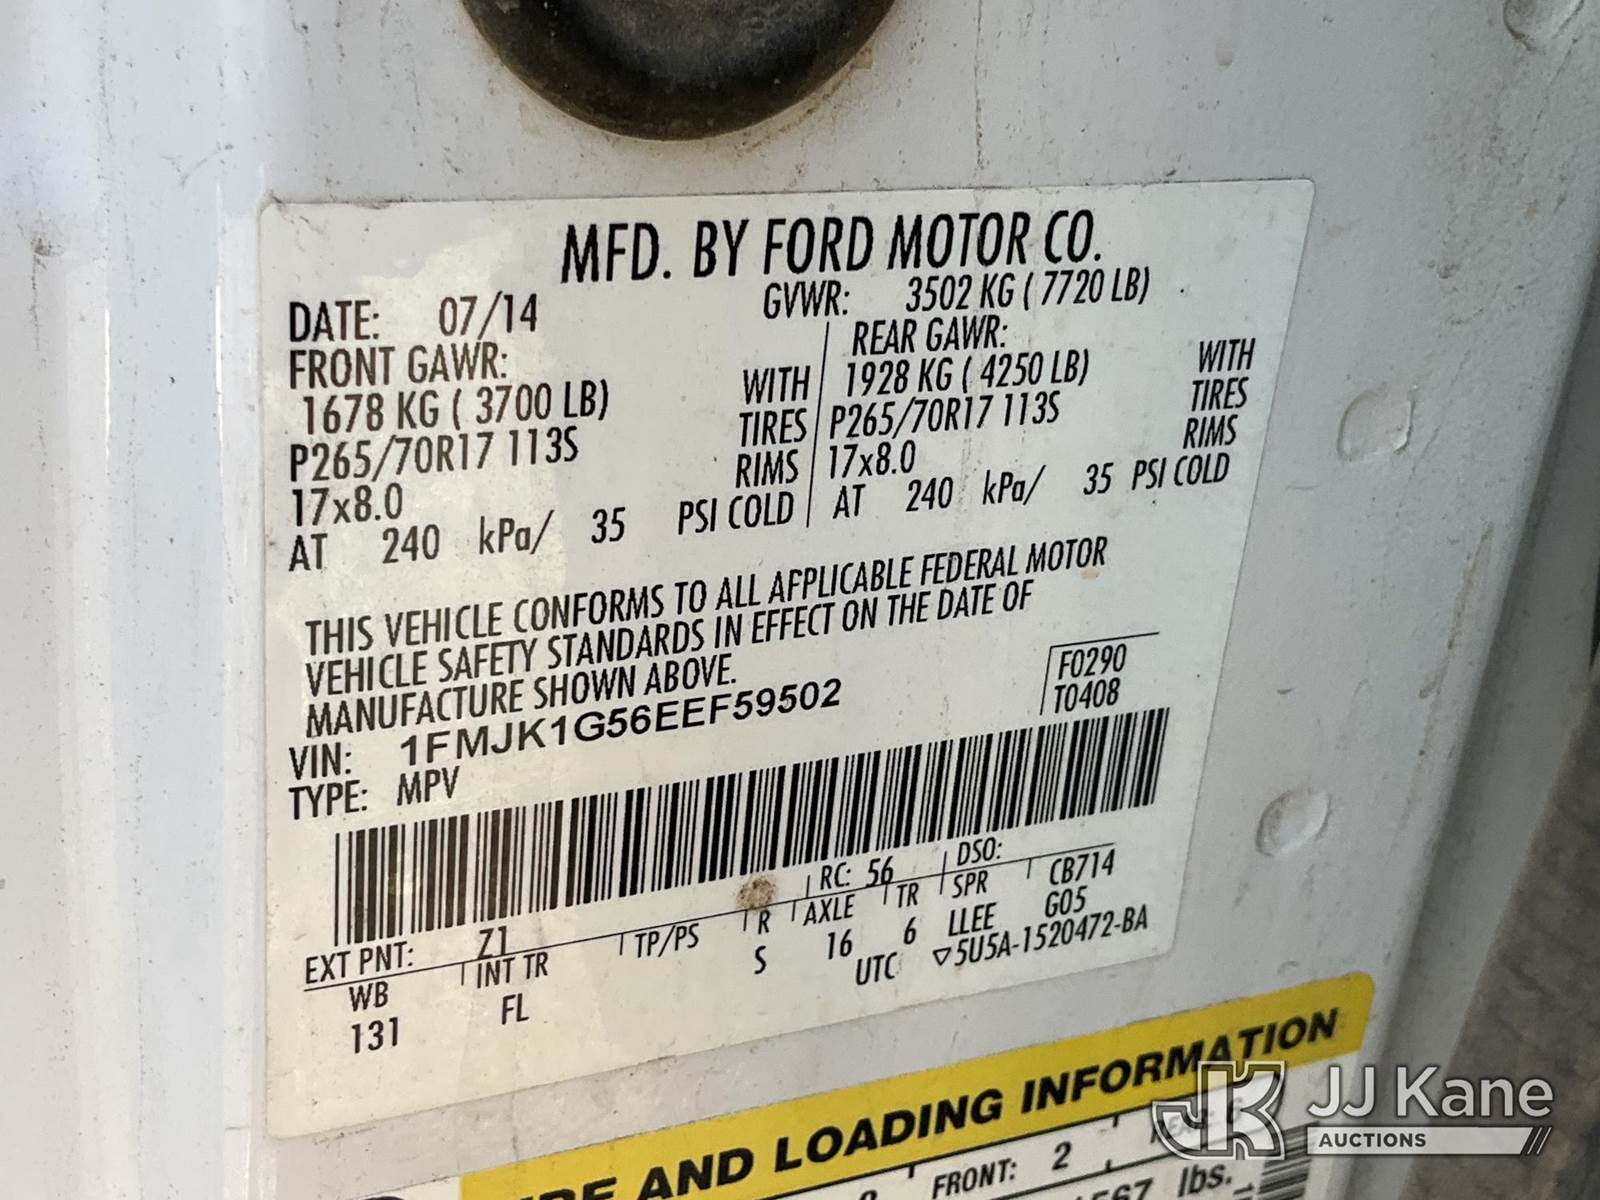 MFD. BY FORD MOTOR CO.
DATE: 07/14 GVWR: 3502 KG ( 7720 LB)
FRONT GAWR: REAR GAWR:
1678 KG ( 3700 LB) WITH 1928 KG ( 4250 LB) WITH
P265/70R17 113S TIRES P265/70R17 113S TIRES
17x8.0 RIMS 17x8.0 RIMS
AT 240 kPa/ 35 PSI COLD AT 240 kPa/ 35 PSI COLD
THIS VEHICLE CONFORMS TO ALL APPLICABLE FEDERAL MOTOR
VEHICLE SAFETY STANDARDS IN EFFECT ON THE DATE OF
MANUFACTURE SHOWN ABOVE.
F0290
VIN: 1FMJK1G56EEF59502 T0408
TYPE: MPV
EXT PNT: Z1 RC: 56 DSO:
WB INT TR TP/PS R AXLE TR SPR CB714
131 FL S 16 6 LLEE G05
UTC ▽5U5A-1520472-BA
AND LOADING INFORMATION
FRONT: 2
lbs.
JK
JJ Kane
AUCTIONS